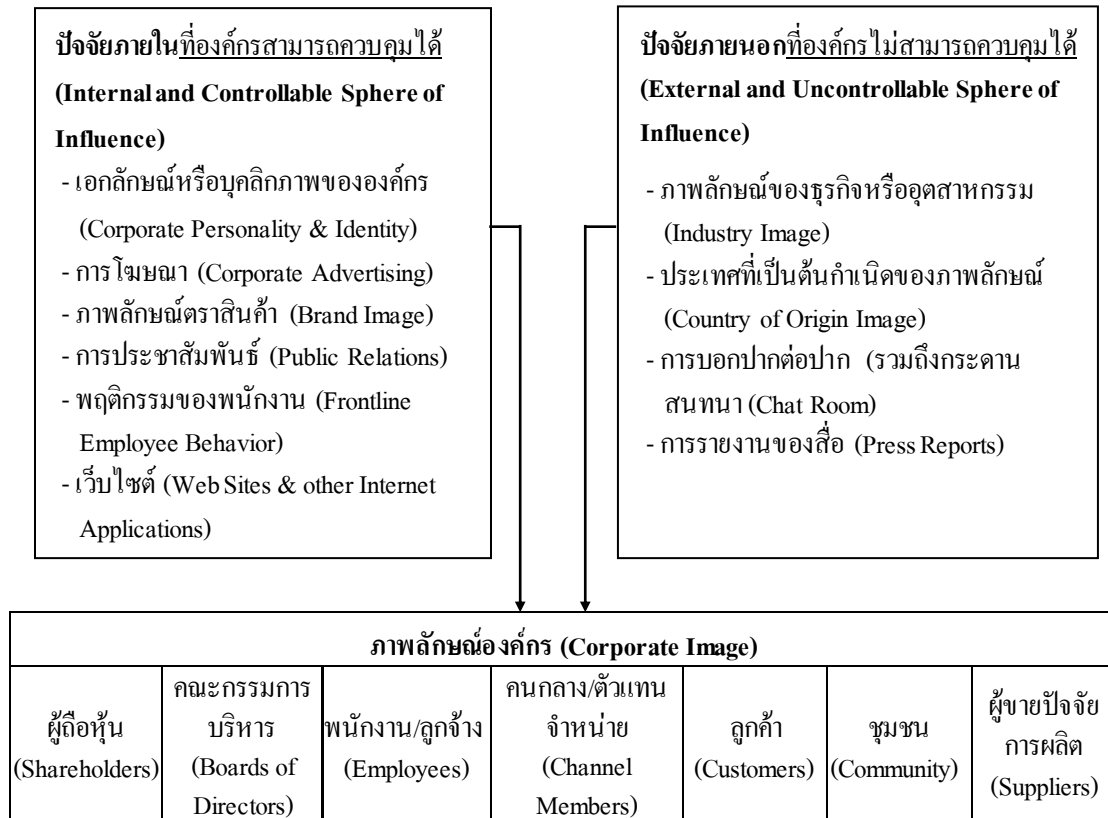 ปัจจัยภายในที่องค์กรสามารถควบคุมได้
(Internal and Controllable Sphere of
Influence)
- เอกลักษณ์หรือบุคลิกภาพขององค์กร
(Corporate Personality & Identity)
- การโฆษณา (Corporate Advertising)
- ภาพลักษณ์ตราสินค้า (Brand Image)
- การประชาสัมพันธ์ (Public Relations)
- พฤติกรรมของพนักงาน (Frontline
Employee Behavior)
- เว็บไซต์ (Web Sites & other Internet
Applications)
ปัจจัยภายนอกที่องค์กรไม่สามารถควบคุมได้
(External and Uncontrollable Sphere of
Influence)
- ภาพลักษณ์ของธุรกิจหรืออุตสาหกรรม
(Industry Image)
- ประเทศที่เป็นต้นกำเนิดของภาพลักษณ์
(Country of Origin Image)
- การบอกปากต่อปาก (รวมถึงกระดาน
สนทนา (Chat Room)
- การรายงานของสื่อ (Press Reports)
ภาพลักษณ์องค์กร (Corporate Image)
ผู้ถือหุ้น
(Shareholders)
คณะกรรมการ
บริหาร
(Boards of
Directors)
พนักงาน/ลูกจ้าง
(Employees)
คนกลาง/ตัวแทน
จำหน่าย
(Channel
Members)
ลูกค้า
(Customers)
ชุมชน
(Community)
ผู้ขายปัจจัย
การผลิต
(Suppliers)